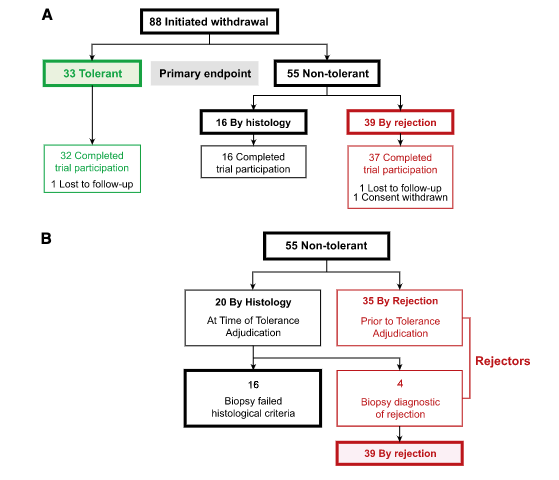 A
88 Initiated withdrawal
33 Tolerant
Primary endpoint
55 Non-tolerant
16 By histology
39 By rejection
32 Completed
trial participation
1 Lost to follow-up
16 Completed
trial participation
37 Completed
trial participation
1 Lost to follow-up
1 Consent withdrawn
B
55 Non-tolerant
20 By Histology
At Time of Tolerance
Adjudication
35 By Rejection
Prior to Tolerance
Adjudication
Rejectors
16
Biopsy failed
histological criteria
4
Biopsy diagnostic
of rejection
39 By rejection